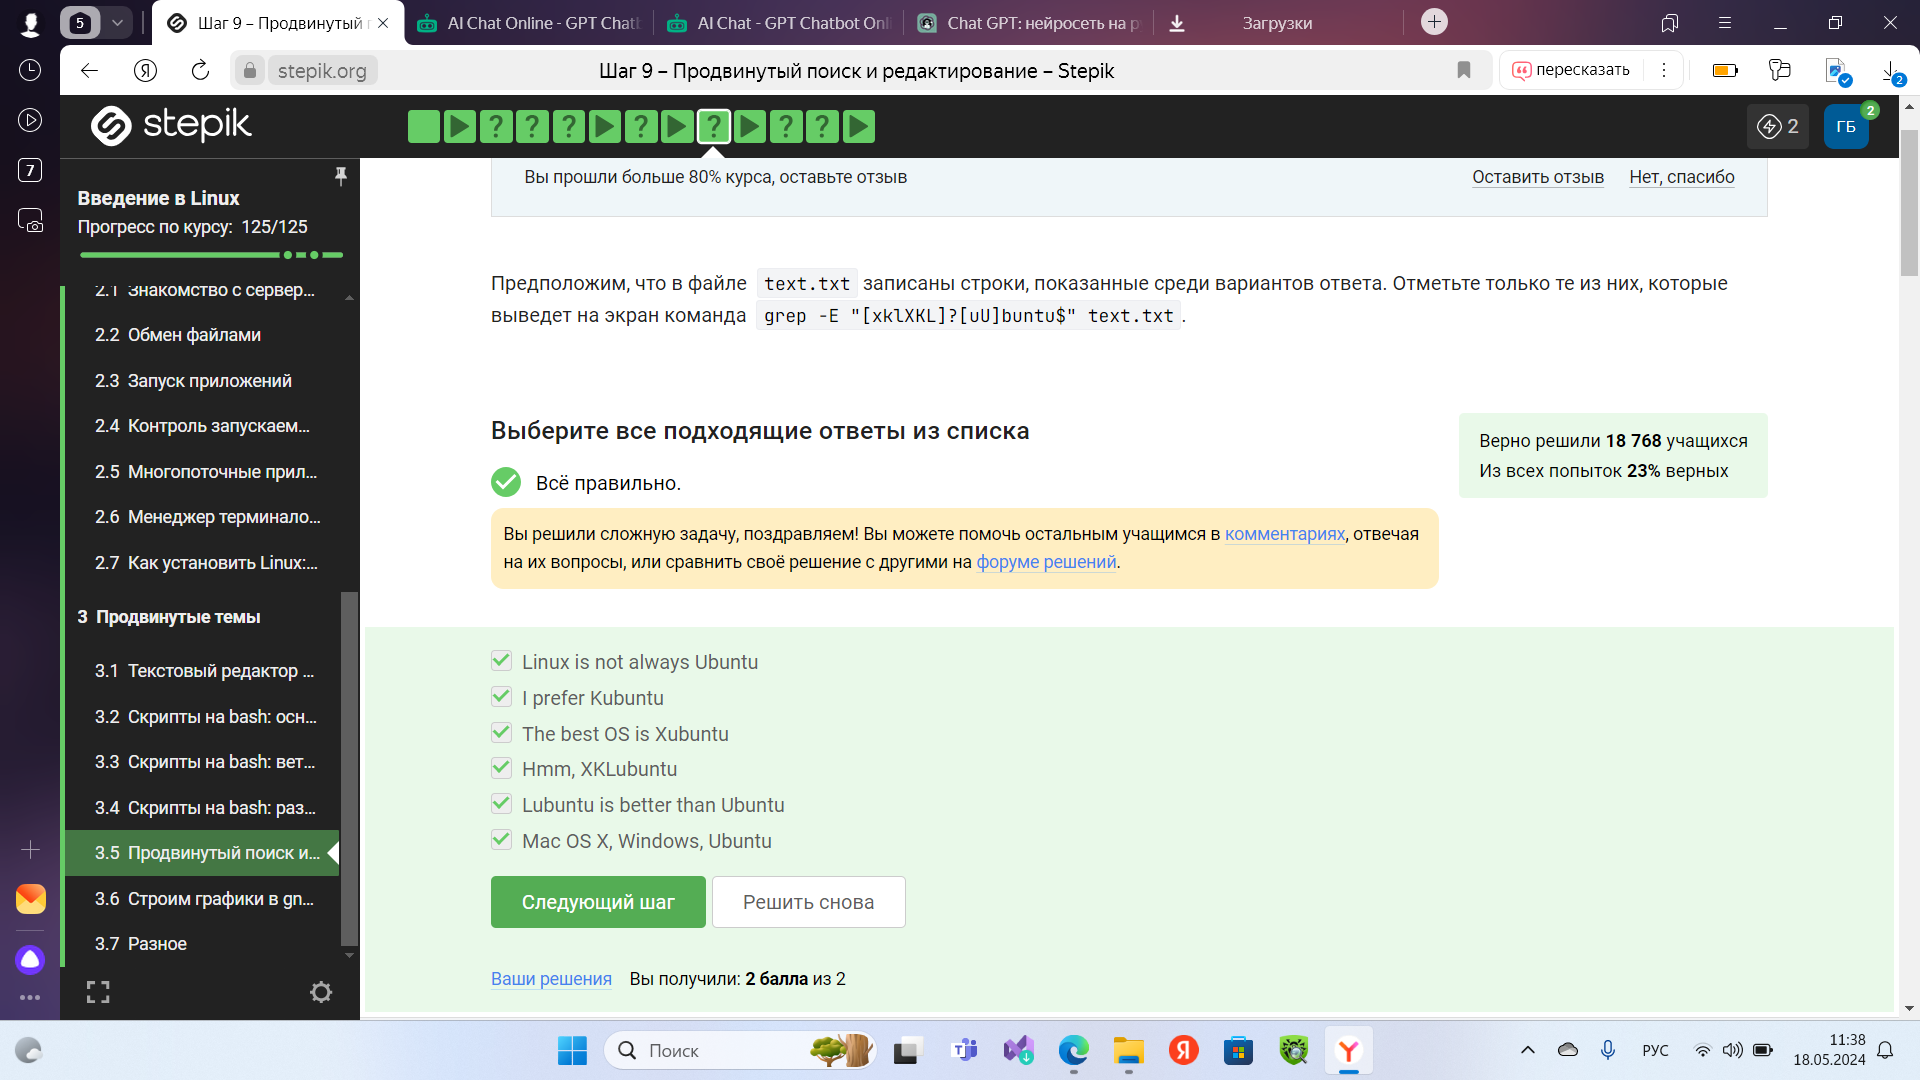 5
Шаг 9 – Продвинутый п
AI Chat Online - GPT Chatb
AI Chat - GPT Chatbot Onli
Chat GPT: нейросеть на р
Загрузки
stepik.org
Шаг 9 – Продвинутый поиск и редактирование – Stepik
пересказать
2
7
stepik
? ? ? ? ? ? ?
2
ГБ
2
Введение в Linux
Прогресс по курсу: 125/125
2.1 Знакомство с сервер...
2.2 Обмен файлами
2.3 Запуск приложений
2.4 Контроль запускаем...
2.5 Многопоточные прил...
2.6 Менеджер терминало...
2.7 Как установить Linux:...
3 Продвинутые темы
3.1 Текстовый редактор ...
3.2 Скрипты на bash: осн...
3.3 Скрипты на bash: вет...
3.4 Скрипты на bash: раз...
3.5 Продвинутый поиск и...
3.6 Строим графики в gn...
3.7 Разное
Вы прошли больше 80% курса, оставьте отзыв
Оставить отзыв
Нет, спасибо
Предположим, что в файле text.txt записаны строки, показанные среди вариантов ответа. Отметьте только те из них, которые
выведет на экран команда grep -E "[xklXKL]?[uU]buntu$" text.txt.
Выберите все подходящие ответы из списка
Верно решили 18 768 учащихся
Из всех попыток 23% верных
Всё правильно.
Вы решили сложную задачу, поздравляем! Вы можете помочь остальным учащимся в комментариях, отвечая
на их вопросы, или сравнить своё решение с другими на форуме решений.
Linux is not always Ubuntu
I prefer Kubuntu
The best OS is Xubuntu
Hmm, XKLubuntu
Lubuntu is better than Ubuntu
Mac OS X, Windows, Ubuntu
Следующий шаг
Решить снова
Ваши решения
Вы получили: 2 балла из 2
Поиск
РУС
11:38
18.05.2024